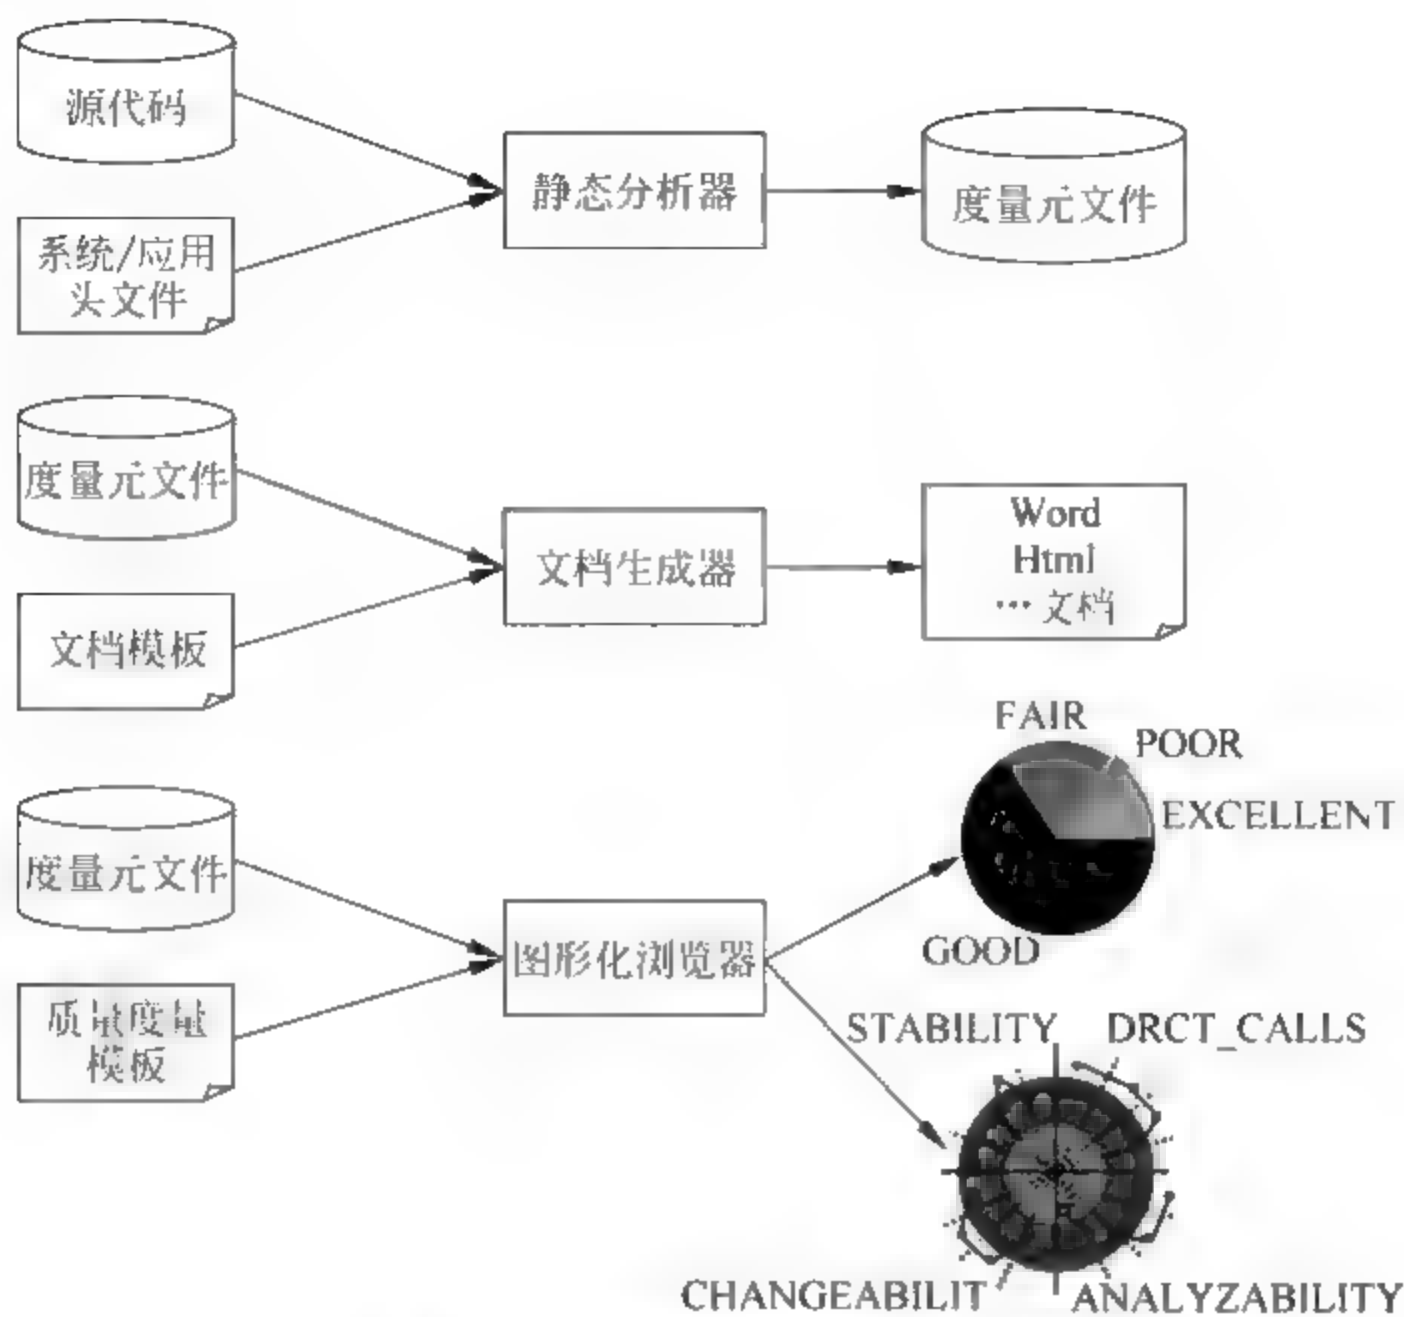 源代码
系统/应用
头文件
静态分析器
度量元文件
度量元文件
文档模板
文档生成器
Word
Html
…文档
度量元文件
质量度量
模板
图形化浏览器
FAIR
POOR
EXCELLENT
GOOD
STABILITY
DRCT_CALLS
CHANGEABILIT
ANALYZABILITY